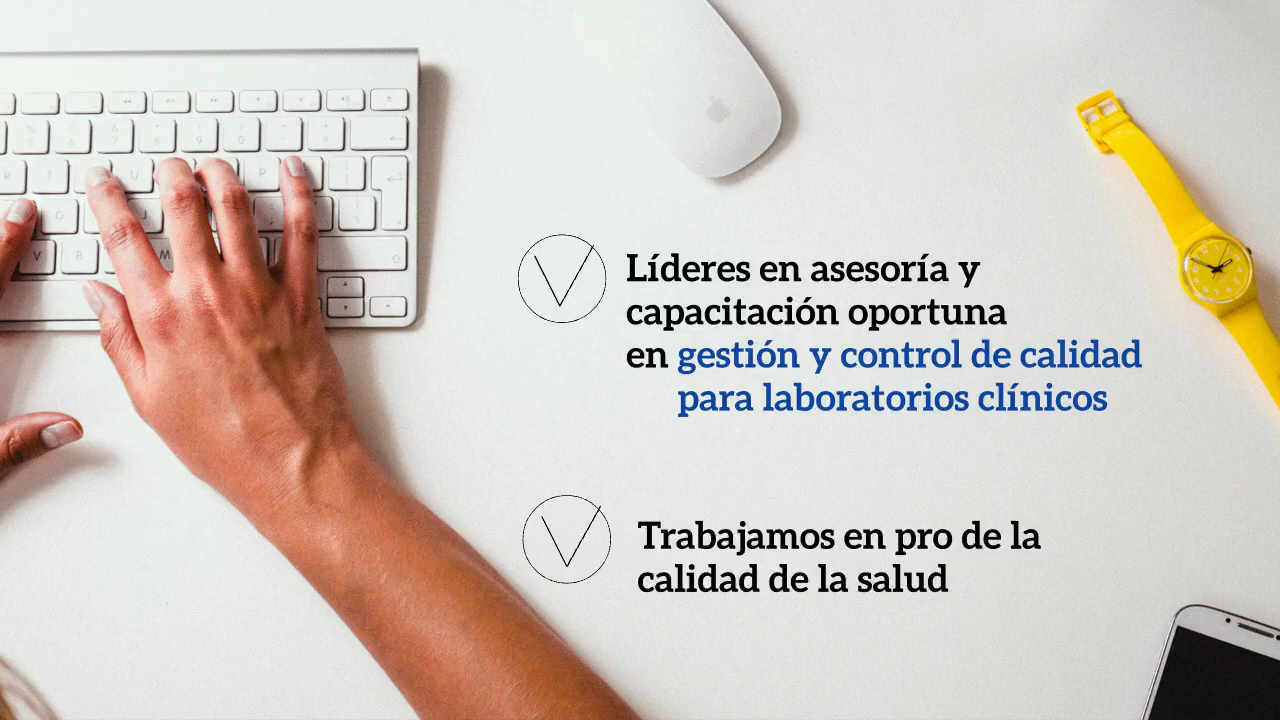 Líderes en asesoría y
capacitación oportuna
en gestión y control de calidad
para laboratorios clínicos
Trabajamos en pro de la
calidad de la salud